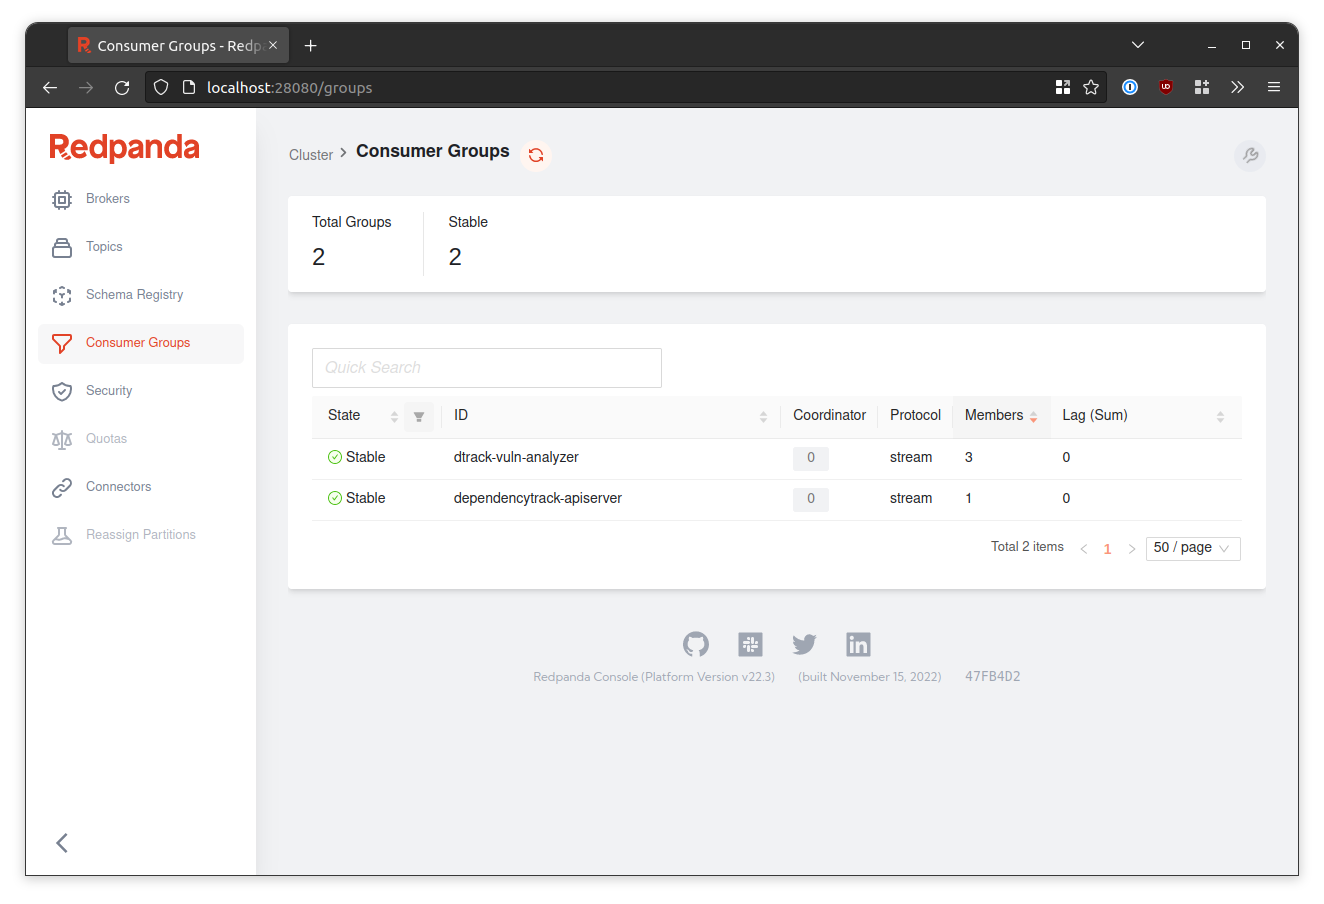 Consumer Groups - Redpa
localhost:28080/groups
Redpanda
Cluster > Consumer Groups
Brokers
Topics
Schema Registry
Consumer Groups
Security
Quotas
Connectors
Reassign Partitions
Total Groups Stable
2 2
Quick Search
State ID Coordinator Protocol Members Lag (Sum)
Stable dtrack-vuln-analyzer 0 stream 3 0
Stable dependencytrack-apiserver 0 stream 1 0
Total 2 items < 1 > 50 / page
Redpanda Console (Platform Version v22.3) (built November 15, 2022) 47FB4D2